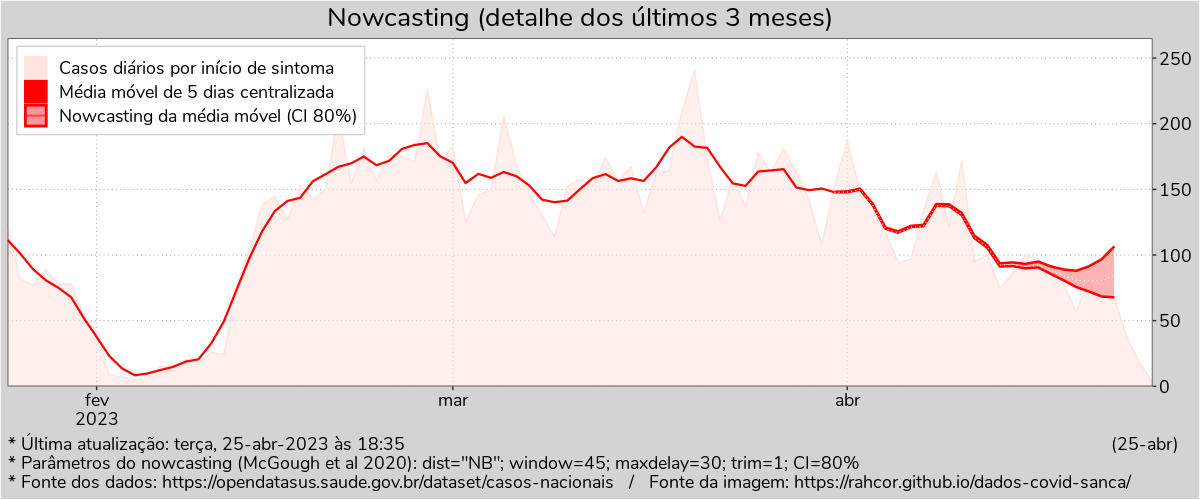 Nowcasting (detalhe dos últimos 3 meses)
Casos diários por início de sintoma
Média móvel de 5 dias centralizada
Nowcasting da média móvel (CI 80%)
250
200
150
100
50
0
fev
2023
mar
abr
* Última atualização: terça, 25-abr-2023 às 18:35
(25-abr)
* Parâmetros do nowcasting (McGough et al 2020): dist="NB"; window=45; maxdelay=30; trim=1; CI=80%
* Fonte dos dados: https://opendatasus.saude.gov.br/dataset/casos-nacionais / Fonte da imagem: https://rahcor.github.io/dados-covid-sanca/